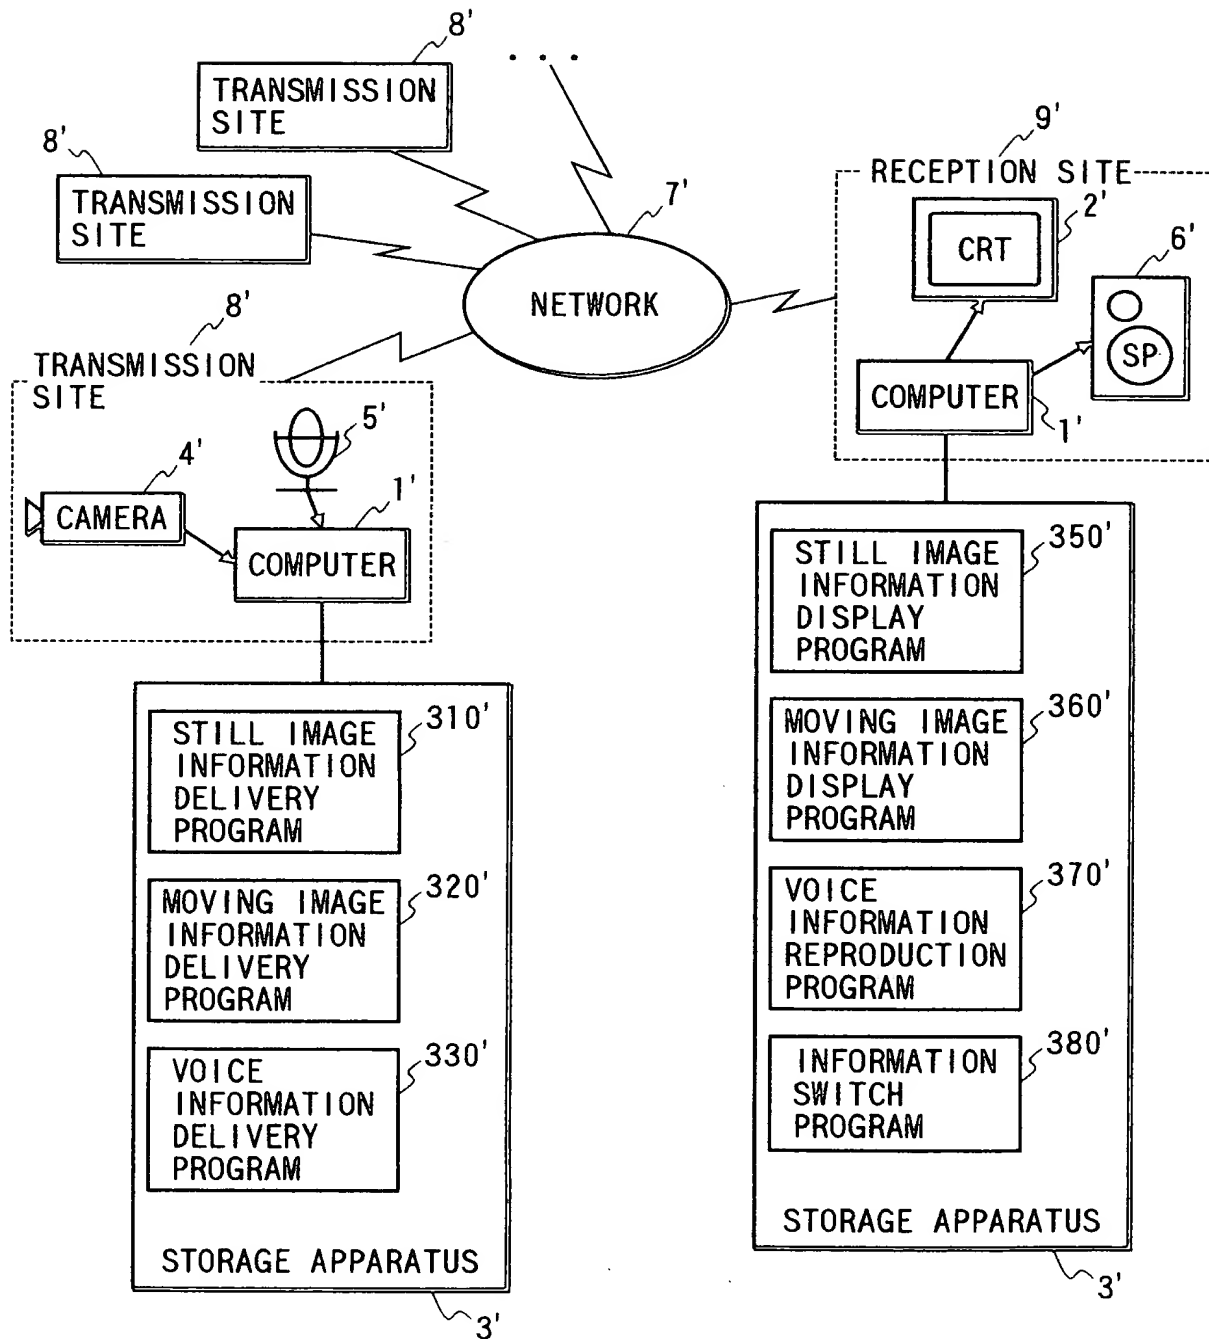 8'
. . .
TRANSMISSION
SITE
8'
TRANSMISSION
SITE
7'
NETWORK
9'
RECEPTION SITE
2'
CRT
6'
SP
COMPUTER
1'
8'
TRANSMISSION
SITE
5'
4'
CAMERA
1'
COMPUTER
310'
STILL IMAGE
INFORMATION
DELIVERY
PROGRAM
320'
MOVING IMAGE
INFORMATION
DELIVERY
PROGRAM
330'
VOICE
INFORMATION
DELIVERY
PROGRAM
STORAGE APPARATUS
3'
350'
STILL IMAGE
INFORMATION
DISPLAY
PROGRAM
360'
MOVING IMAGE
INFORMATION
DISPLAY
PROGRAM
370'
VOICE
INFORMATION
REPRODUCTION
PROGRAM
380'
INFORMATION
SWITCH
PROGRAM
STORAGE APPARATUS
3'